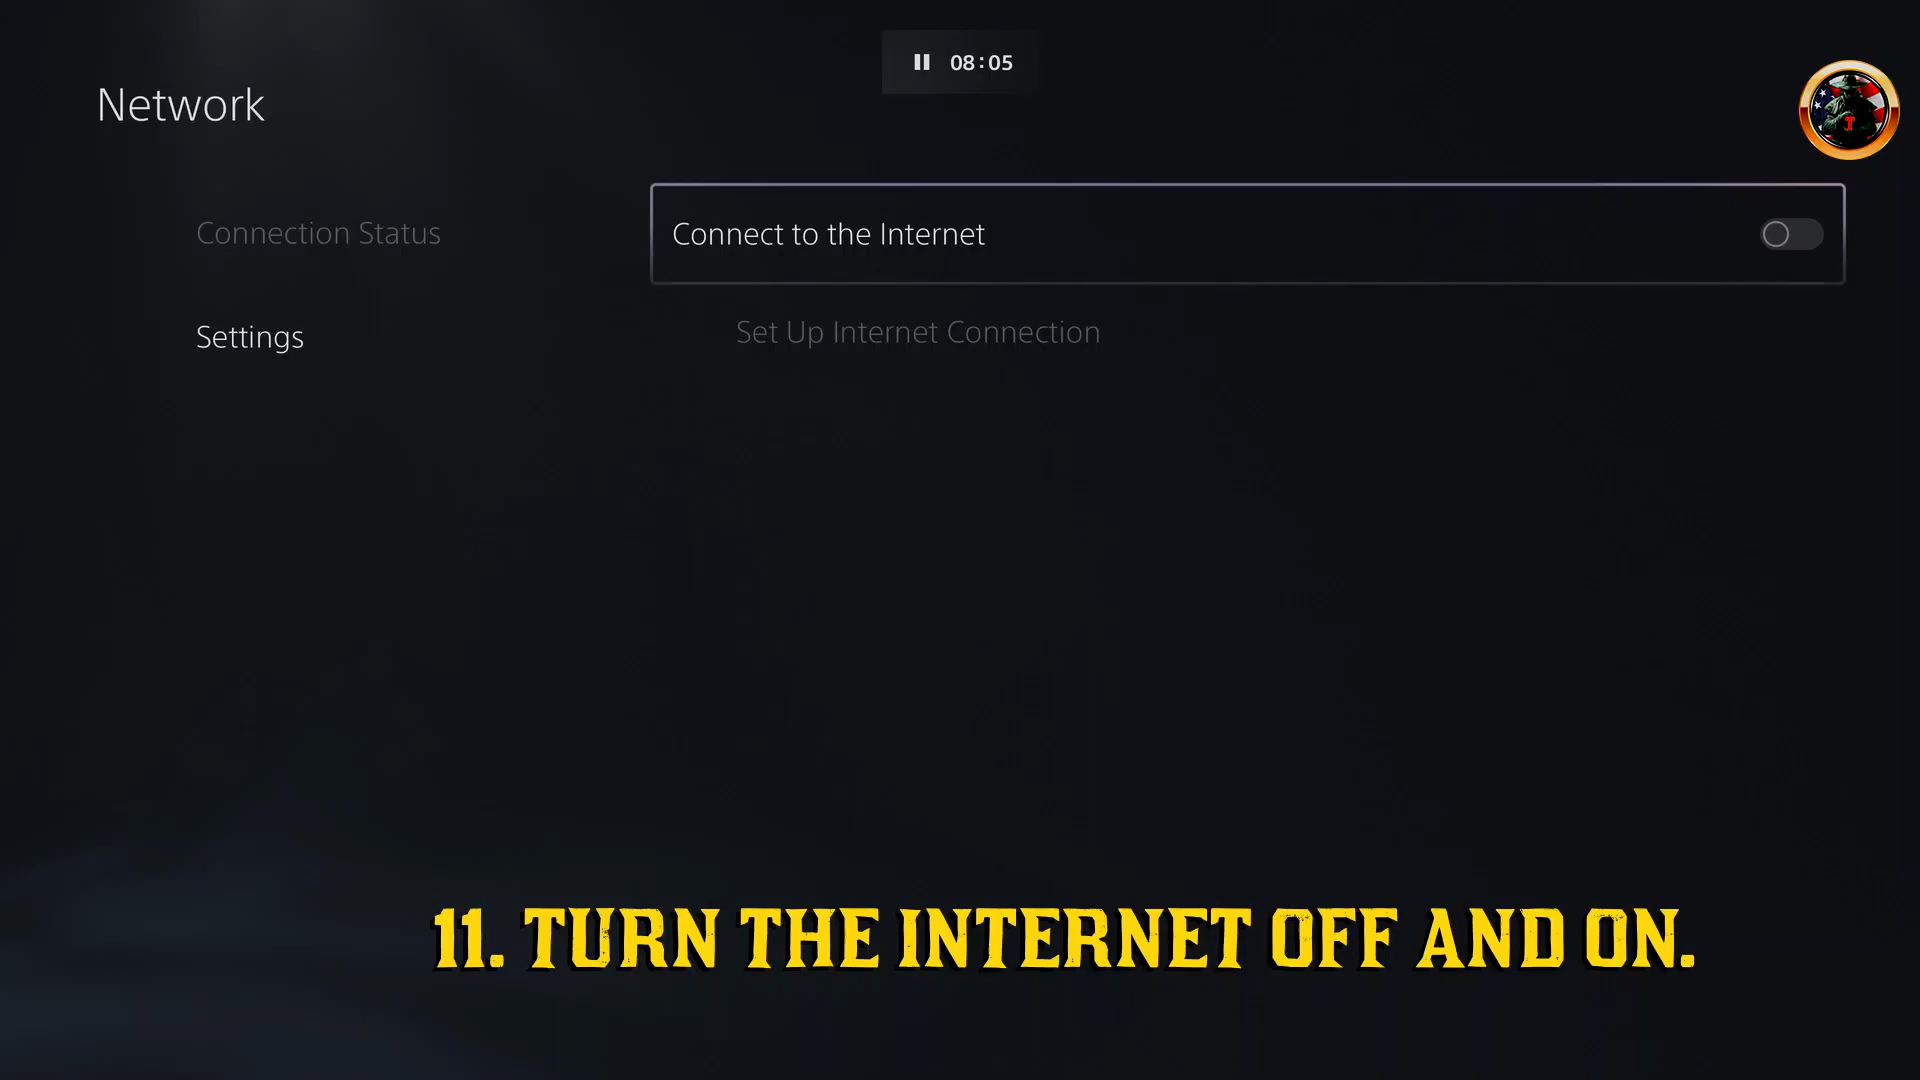 08:05
Network
J
Connection Status
Connect to the Internet
Settings
Set Up Internet Connection
11. TURN THE INTERNET OFF AND ON.